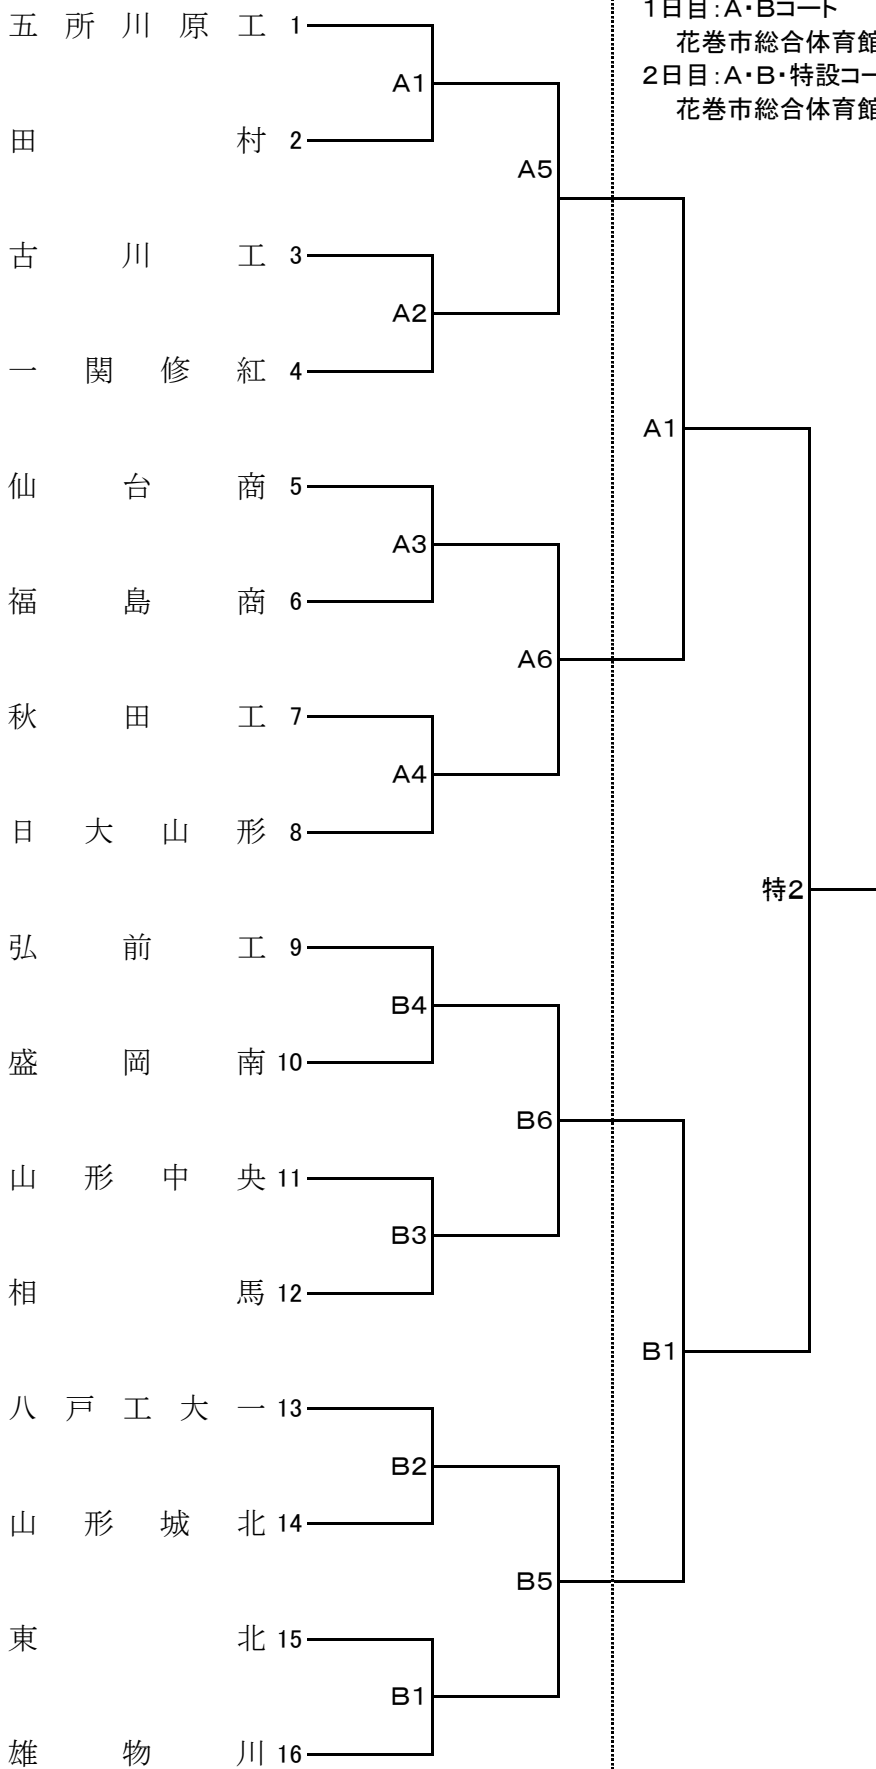 1日目：A・Bコート
花巻市総合体育館
2日目：A・B・特設コー
花巻市総合体育館
五所川原工 1
A1
田村 2
A5
古川工 3
A2
一関修紅 4
A1
仙台商 5
A3
福島商 6
A6
秋田工 7
A4
日大山形 8
特2
弘前工 9
B4
盛岡南 10
B6
山形中央 11
B3
相馬 12
B1
八戸工大一 13
B2
山形城北 14
B5
東北 15
B1
雄物川 16